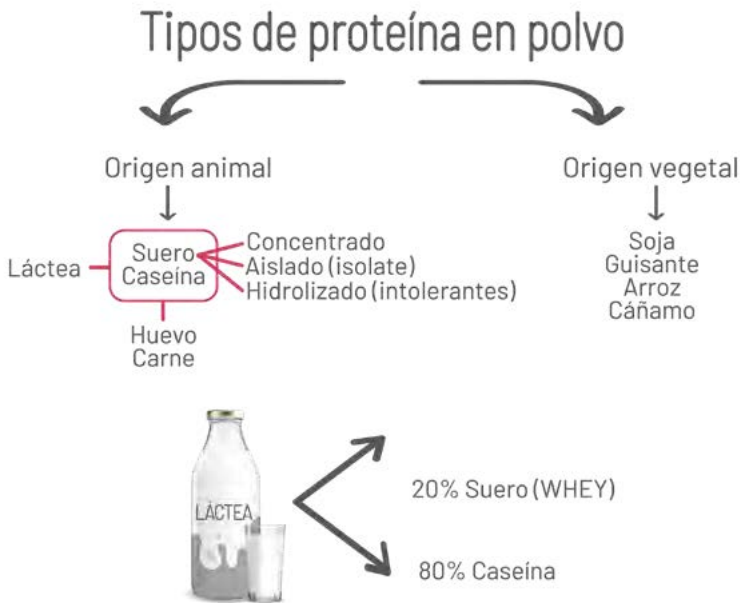 Tipos de proteína en polvo
Origen animal
Origen vegetal
Láctea
Suero
Caseína
Concentrado
Aislado (isolate)
Hidrolizado (intolerantes)
Huevo
Carne
Soja
Guisante
Arroz
Cáñamo
LÁCTEA
20% Suero (WHEY)
80% Caseína